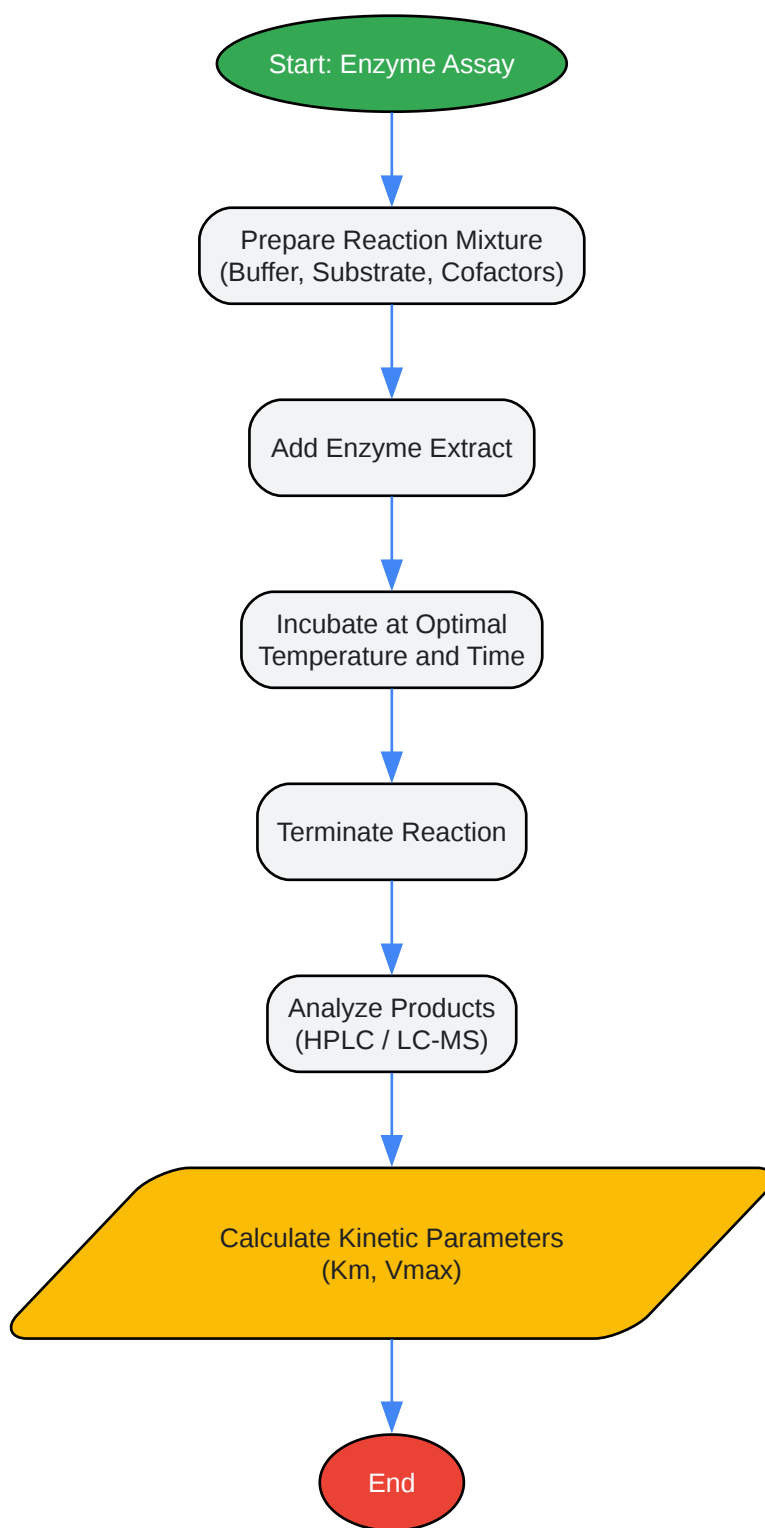 Start: Enzyme Assay
Prepare Reaction Mixture
(Buffer, Substrate, Cofactors)
Add Enzyme Extract
Incubate at Optimal
Temperature and Time
Terminate Reaction
Analyze Products
(HPLC / LC-MS)
Calculate Kinetic Parameters
(Km, Vmax)
End